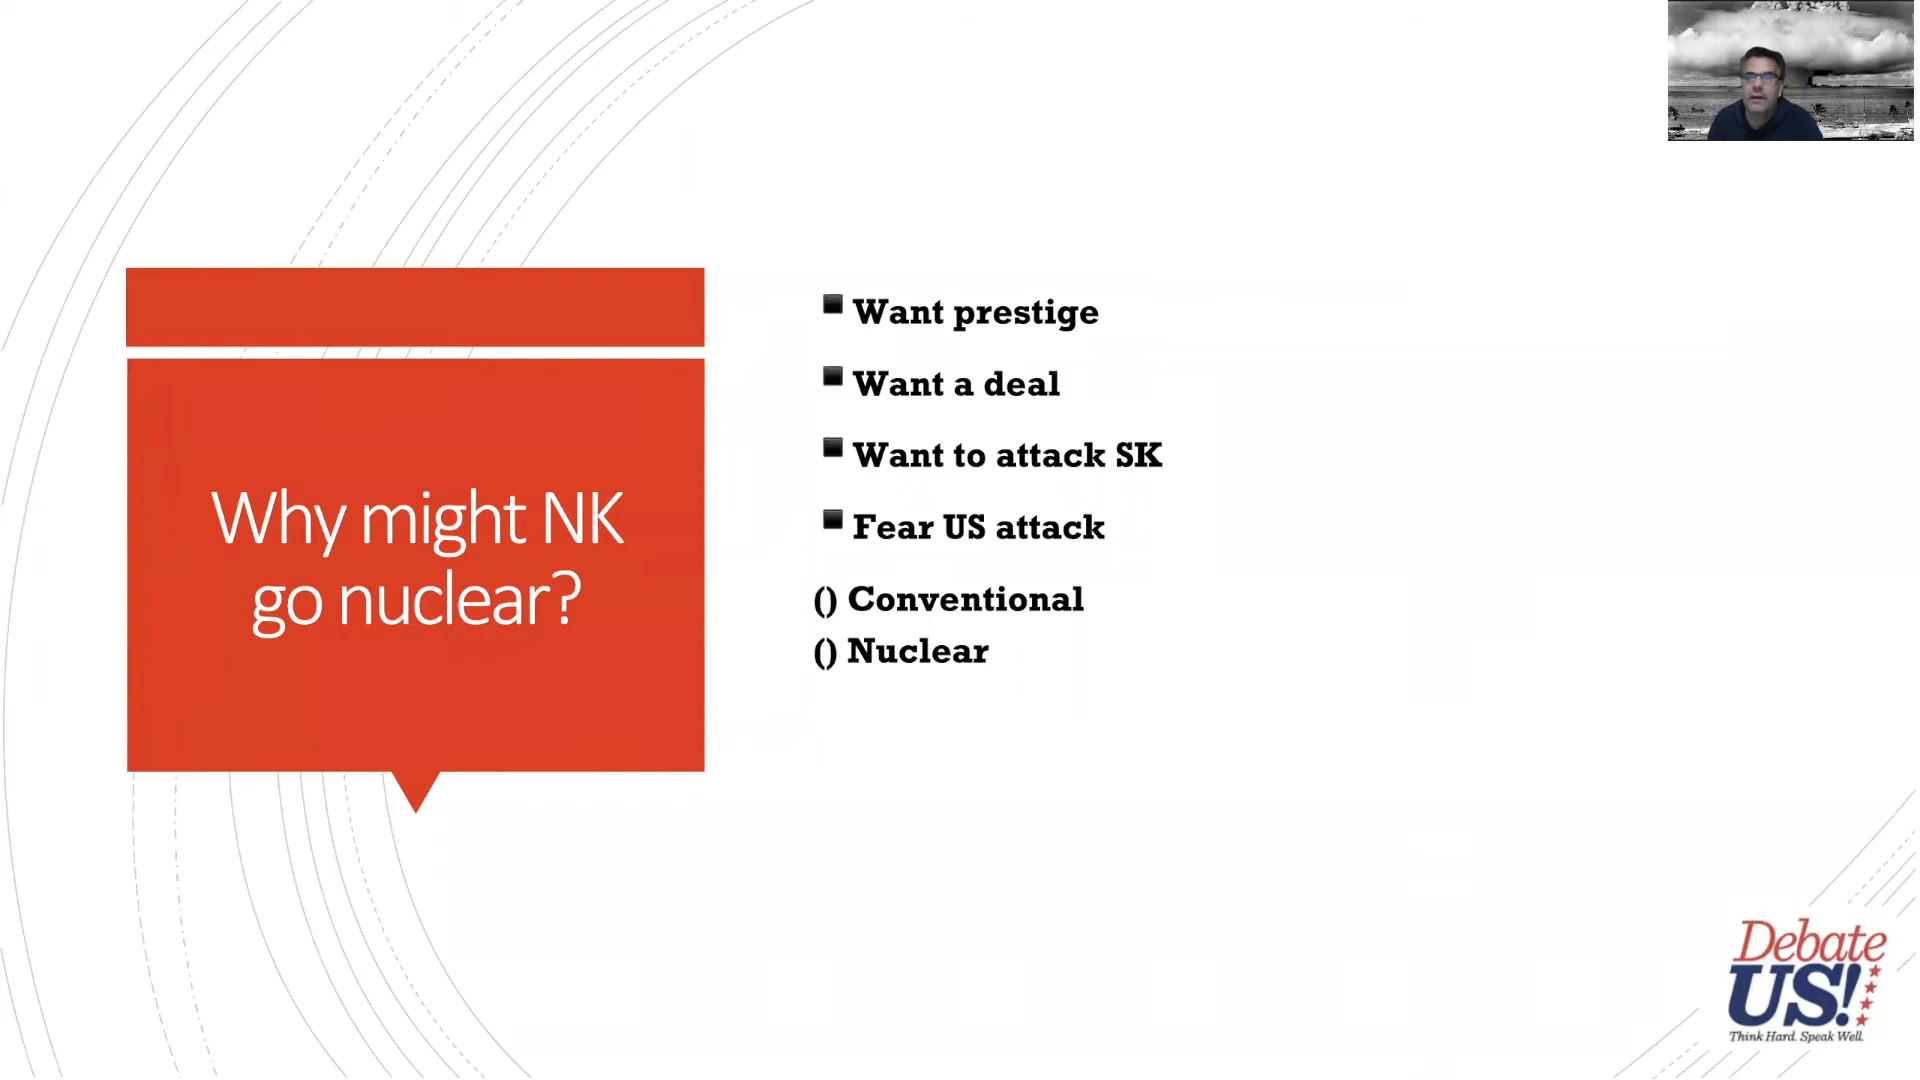 Why might NK
go nuclear?
Want prestige
Want a deal
Want to attack SK
Fear US attack
() Conventional
() Nuclear
Debate
US!
Think Hard. Speak Well.